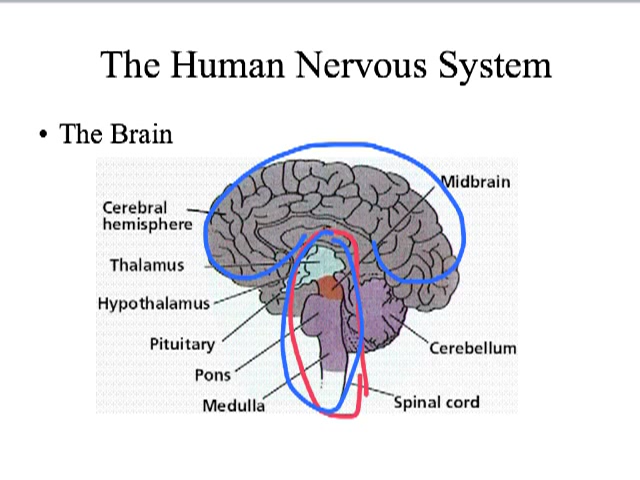 The Human Nervous System
• The Brain
Midbrain
Cerebral
hemisphere
Thalamus
Hypothalamus
Pituitary
Cerebellum
Pons
Medulla
Spinal cord